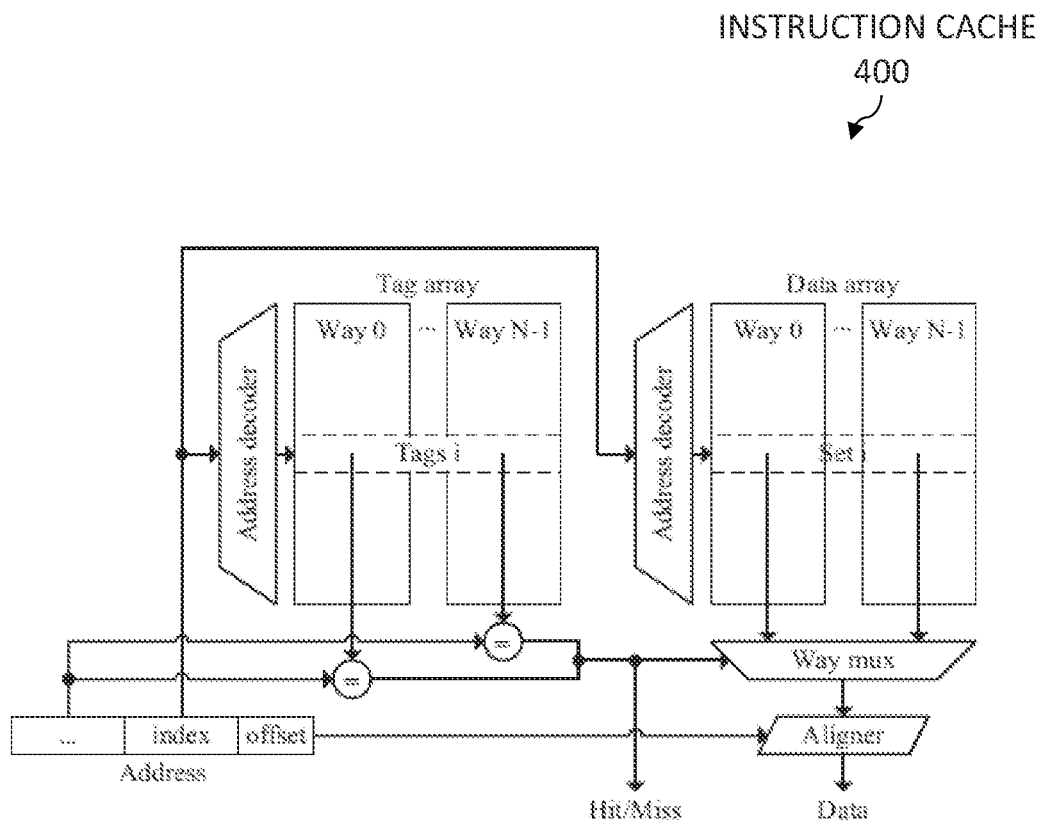 INSTRUCTION CACHE
400
Tag array
Data array
Way 0 ... Way N-1
Way 0 ... Way N-1
Address decoder
Address decoder
Tags i
Set i
=
=
Way mux
... index offset
Aligner
Address
Hit/Miss
Data